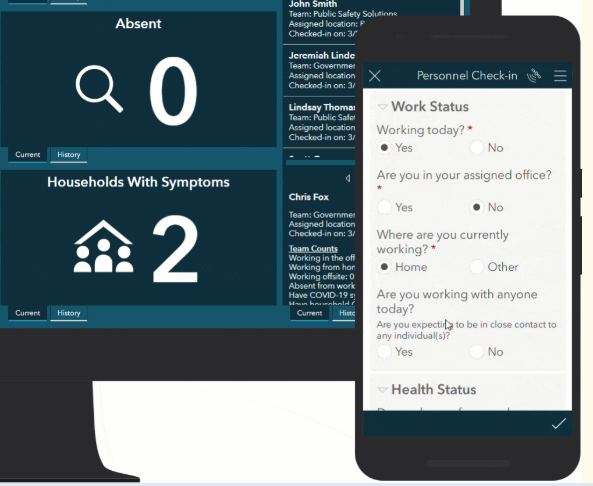 Absent
0
Current History
Households With Symptoms
2
Current History
John Smith
Team: Public Safety Solutions
Assigned location:
Checked-in on: 3/
Jeremiah Linde
Team: Governmer
Assigned location
Checked-in on: 3/
Lindsay Thomas
Team: Public Safet
Assigned location
Checked-in on: 3/
Chris Fox
Team: Governmer
Assigned location
Checked-in on: 3/
Team Counts
Working in the off
Working from hon
Working offsite: 0
Absent from work
Have COVID-19 sy
Have household
Current Histo
Personnel Check-in
Work Status
Working today? *
Yes No
Are you in your assigned office?
*
Yes No
Where are you currently
working? *
Home Other
Are you working with anyone
today?
Are you expecting to be in close contact to
any individual(s)?
Yes No
Health Status